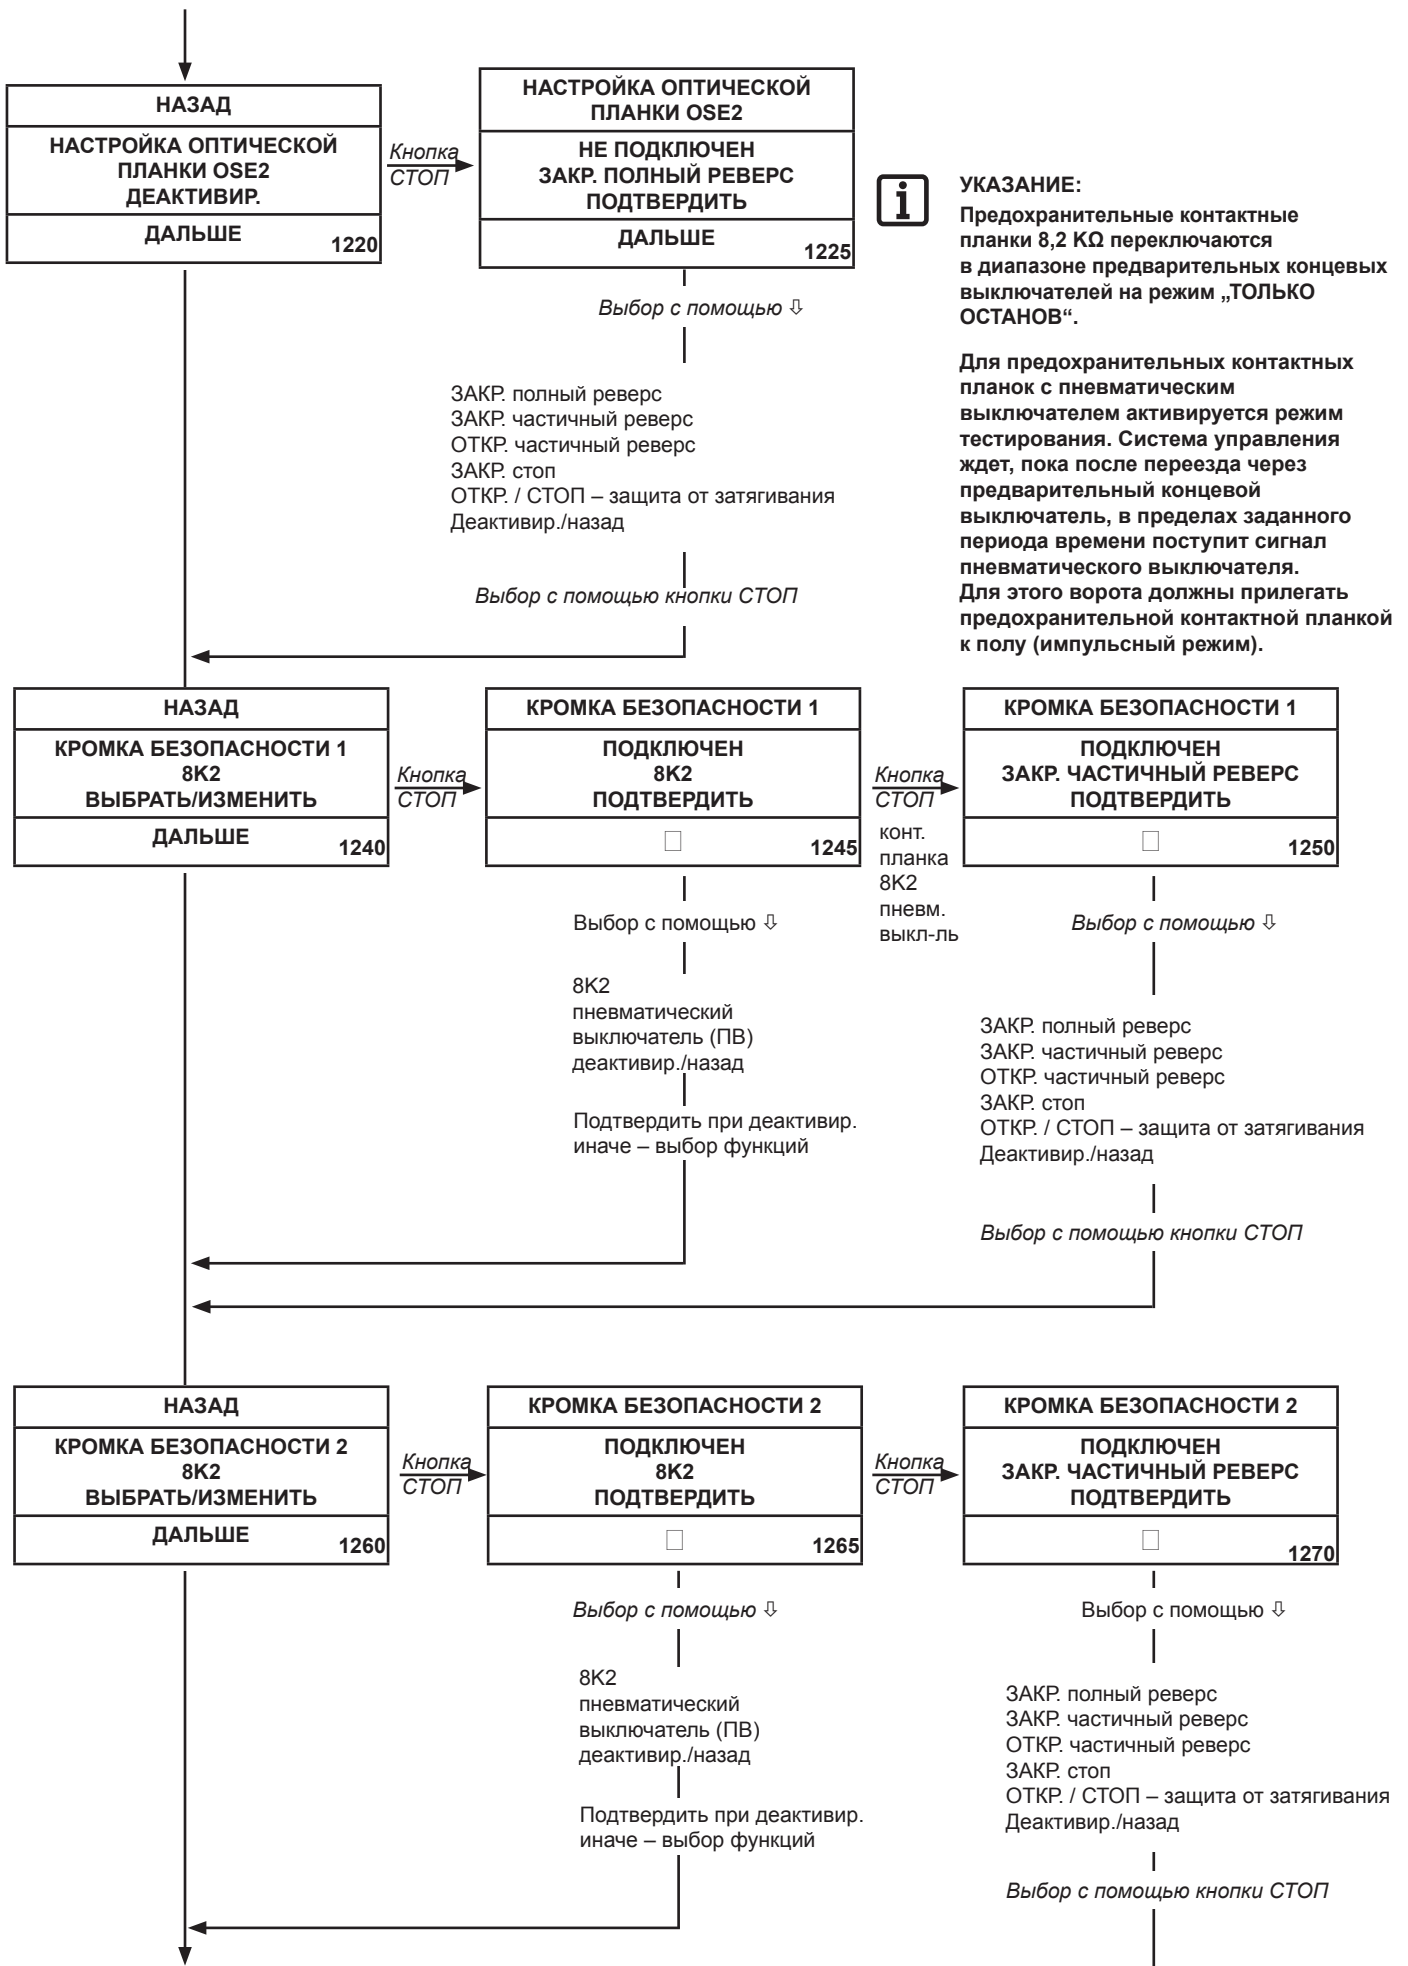 НАЗАД
НАСТРОЙКА ОПТИЧЕСКОЙ
ПЛАНКИ OSE2
ДЕАКТИВИР.
ДАЛЬШЕ
1220
Кнопка
СТОП
НАСТРОЙКА ОПТИЧЕСКОЙ
ПЛАНКИ OSE2
НЕ ПОДКЛЮЧЕН
ЗАКР. ПОЛНЫЙ РЕВЕРС
ПОДТВЕРДИТЬ
ДАЛЬШЕ
1225
Выбор с помощью ⇩
ЗАКР. полный реверс
ЗАКР. частичный реверс
ОТКР. частичный реверс
ЗАКР. стоп
ОТКР. / СТОП – защита от затягивания
Деактивир./назад
Выбор с помощью кнопки СТОП
УКАЗАНИЕ:
Предохранительные контактные
планки 8,2 KΩ переключаются
в диапазоне предварительных концевых
выключателей на режим „ТОЛЬКО
ОСТАНОВ“.
Для предохранительных контактных
планок с пневматическим
выключателем активируется режим
тестирования. Система управления
ждет, пока после переезда через
предварительный концевой
выключатель, в пределах заданного
периода времени поступит сигнал
пневматического выключателя.
Для этого ворота должны прилегать
предохранительной контактной планкой
к полу (импульсный режим).
НАЗАД
КРОМКА БЕЗОПАСНОСТИ 1
8K2
ВЫБРАТЬ/ИЗМЕНИТЬ
ДАЛЬШЕ
1240
Кнопка
СТОП
КРОМКА БЕЗОПАСНОСТИ 1
ПОДКЛЮЧЕН
8K2
ПОДТВЕРДИТЬ
1245
Кнопка
СТОП
конт.
планка
8K2
пневм.
выкл-ль
КРОМКА БЕЗОПАСНОСТИ 1
ПОДКЛЮЧЕН
ЗАКР. ЧАСТИЧНЫЙ РЕВЕРС
ПОДТВЕРДИТЬ
1250
Выбор с помощью ⇩
8K2
пневматический
выключатель (ПВ)
деактивир./назад
Подтвердить при деактивир.
иначе – выбор функций
Выбор с помощью ⇩
ЗАКР. полный реверс
ЗАКР. частичный реверс
ОТКР. частичный реверс
ЗАКР. стоп
ОТКР. / СТОП – защита от затягивания
Деактивир./назад
Выбор с помощью кнопки СТОП
НАЗАД
КРОМКА БЕЗОПАСНОСТИ 2
8K2
ВЫБРАТЬ/ИЗМЕНИТЬ
ДАЛЬШЕ
1260
Кнопка
СТОП
КРОМКА БЕЗОПАСНОСТИ 2
ПОДКЛЮЧЕН
8K2
ПОДТВЕРДИТЬ
1265
Кнопка
СТОП
КРОМКА БЕЗОПАСНОСТИ 2
ПОДКЛЮЧЕН
ЗАКР. ЧАСТИЧНЫЙ РЕВЕРС
ПОДТВЕРДИТЬ
1270
Выбор с помощью ⇩
8K2
пневматический
выключатель (ПВ)
деактивир./назад
Подтвердить при деактивир.
иначе – выбор функций
Выбор с помощью ⇩
ЗАКР. полный реверс
ЗАКР. частичный реверс
ОТКР. частичный реверс
ЗАКР. стоп
ОТКР. / СТОП – защита от затягивания
Деактивир./назад
Выбор с помощью кнопки СТОП